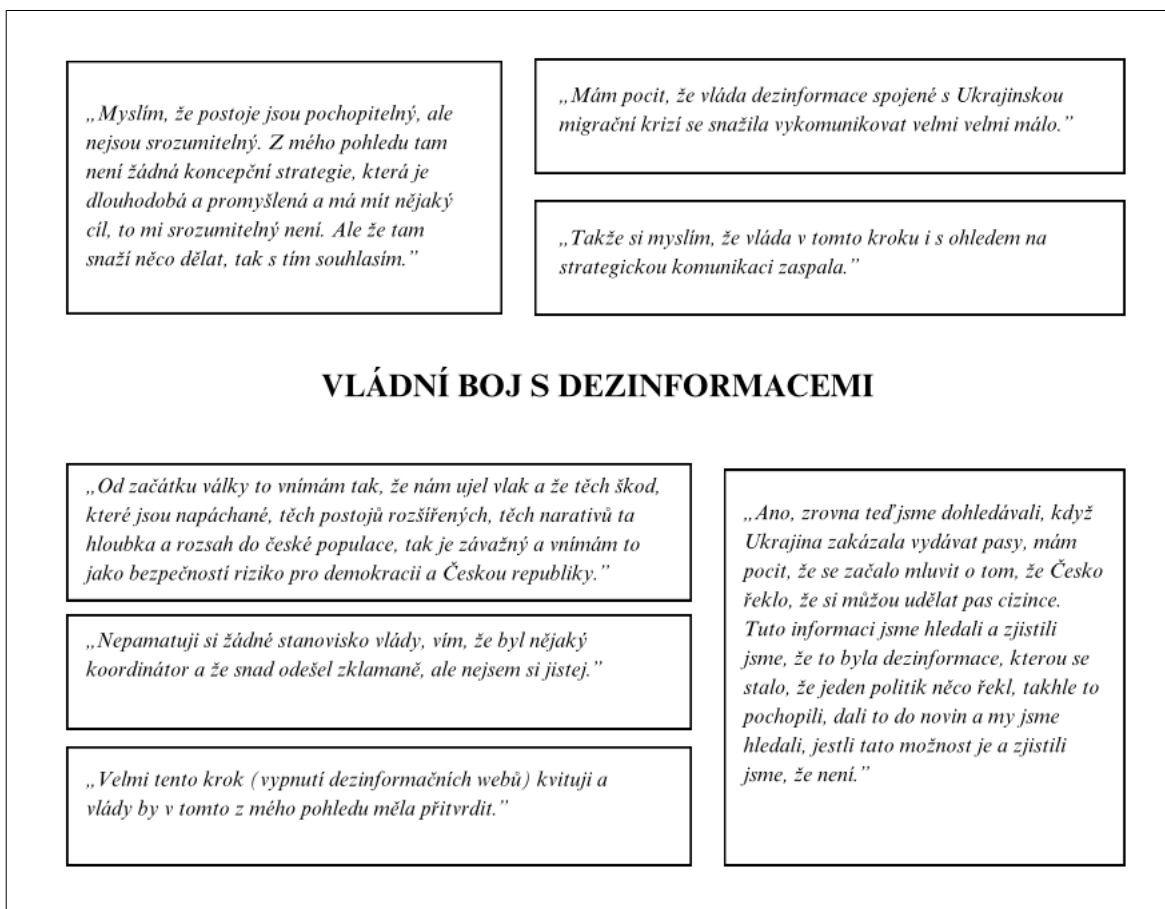 „Myslím, že postoje jsou pochopitelný, ale
nejsou srozumitelný. Z mého pohledu tam
není žádná koncepční strategie, která je
dlouhodobá a promyšlená a má mít nějaký
cíl, to mi srozumitelný není. Ale že tam
snaží něco dělat, tak s tím souhlasím.”
„Mám pocit, že vláda dezinformace spojené s Ukrajinskou
migrační krizí se snažila vykomunikovat velmi velmi málo.”
„Takže si myslím, že vláda v tomto kroku i s ohledem na
strategickou komunikaci zaspala.”
VLÁDNÍ BOJ S DEZINFORMACEMI
„Od začátku války to vnímám tak, že nám ujel vlak a že těch škod,
které jsou napáchané, těch postojů rozšířených, těch narativů ta
hloubka a rozsah do české populace, tak je závažný a vnímám to
jako bezpečností riziko pro demokracii a Českou republiky.”
„Nepamatuji si žádné stanovisko vlády, vím, že byl nějaký
koordinátor a že snad odešel zklamaně, ale nejsem si jistej.”
„Velmi tento krok (vypnutí dezinformačních webů) kvituji a
vlády by v tomto z mého pohledu měla přitvrdit.”
„Ano, zrovna teď jsme dohledávali, když
Ukrajina zakázala vydávat pasy, mám
pocit, že se začalo mluvit o tom, že Česko
řeklo, že si můžou udělat pas cizince.
Tuto informaci jsme hledali a zjistili
jsme, že to byla dezinformace, kterou se
stalo, že jeden politik něco řekl, takhle to
pochopili, dali to do novin a my jsme
hledali, jestli tato možnost je a zjistili
jsme, že není.”